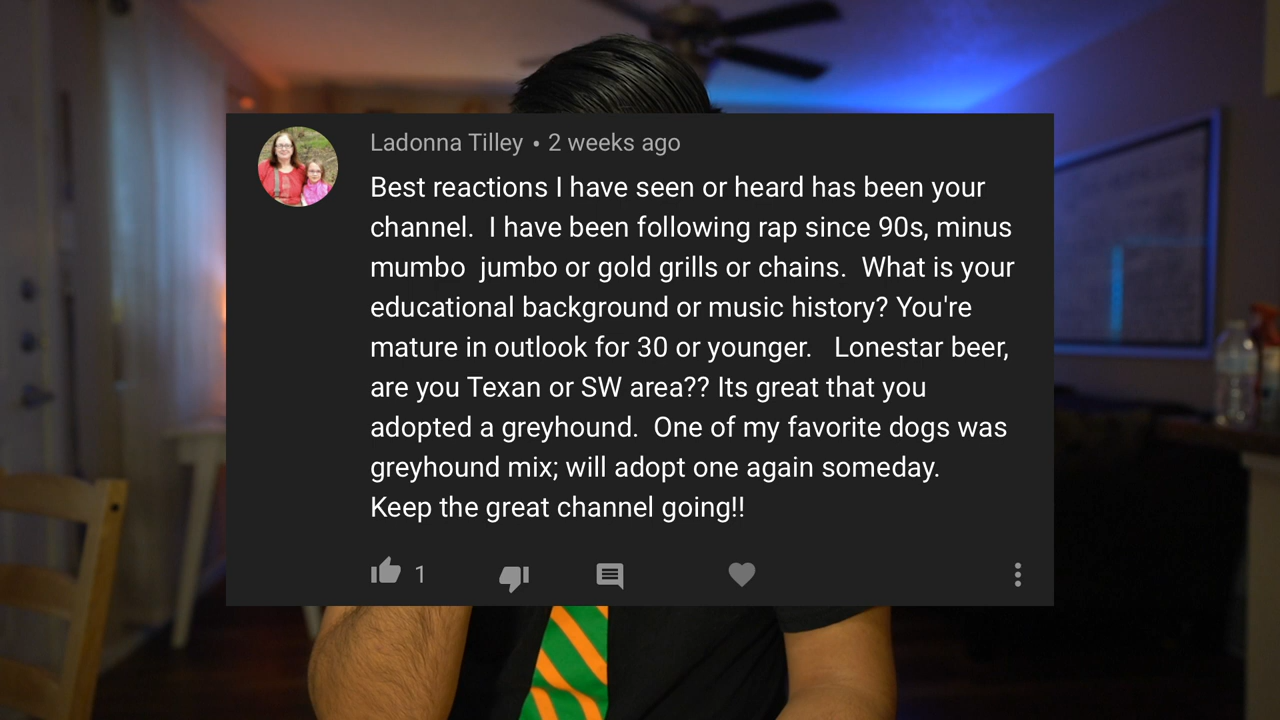 Ladonna Tilley • 2 weeks ago
Best reactions I have seen or heard has been your
channel.  I have been following rap since 90s, minus
mumbo  jumbo or gold grills or chains.  What is your
educational background or music history? You're
mature in outlook for 30 or younger.   Lonestar beer,
are you Texan or SW area?? Its great that you
adopted a greyhound.  One of my favorite dogs was
greyhound mix; will adopt one again someday.
Keep the great channel going!!
1